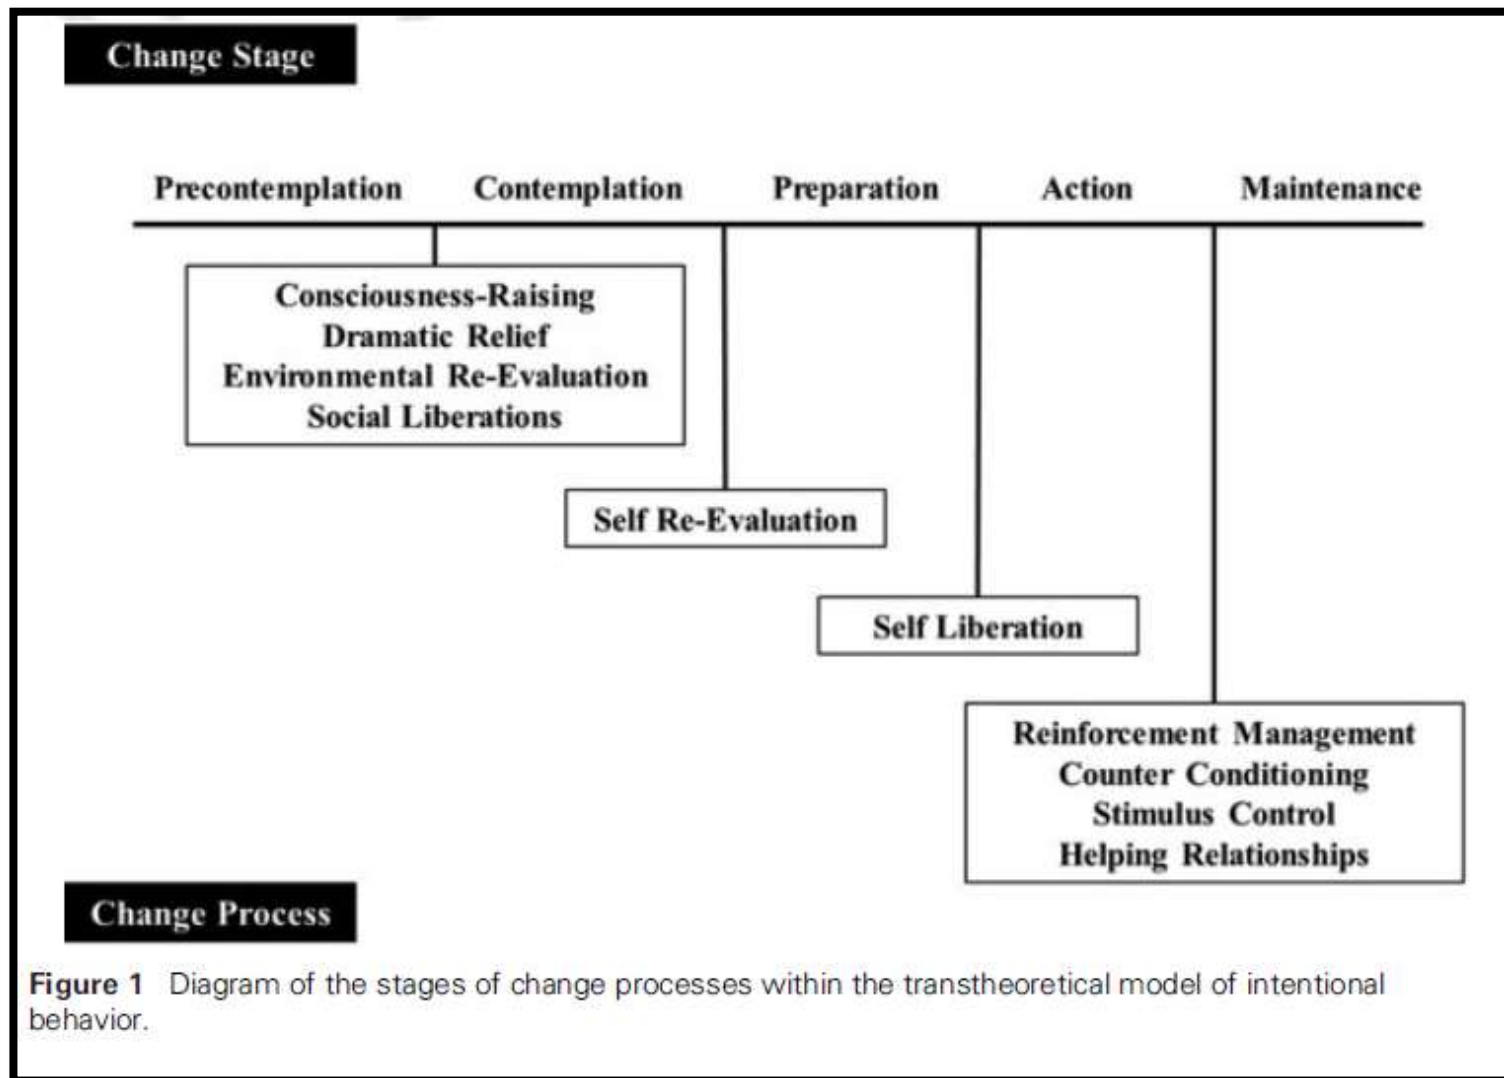 Change Stage
Precontemplation Contemplation Preparation Action Maintenance
Consciousness-Raising
Dramatic Relief
Environmental Re-Evaluation
Social Liberations
Self Re-Evaluation
Self Liberation
Reinforcement Management
Counter Conditioning
Stimulus Control
Helping Relationships
Change Process
Figure 1 Diagram of the stages of change processes within the transtheoretical model of intentional
behavior.